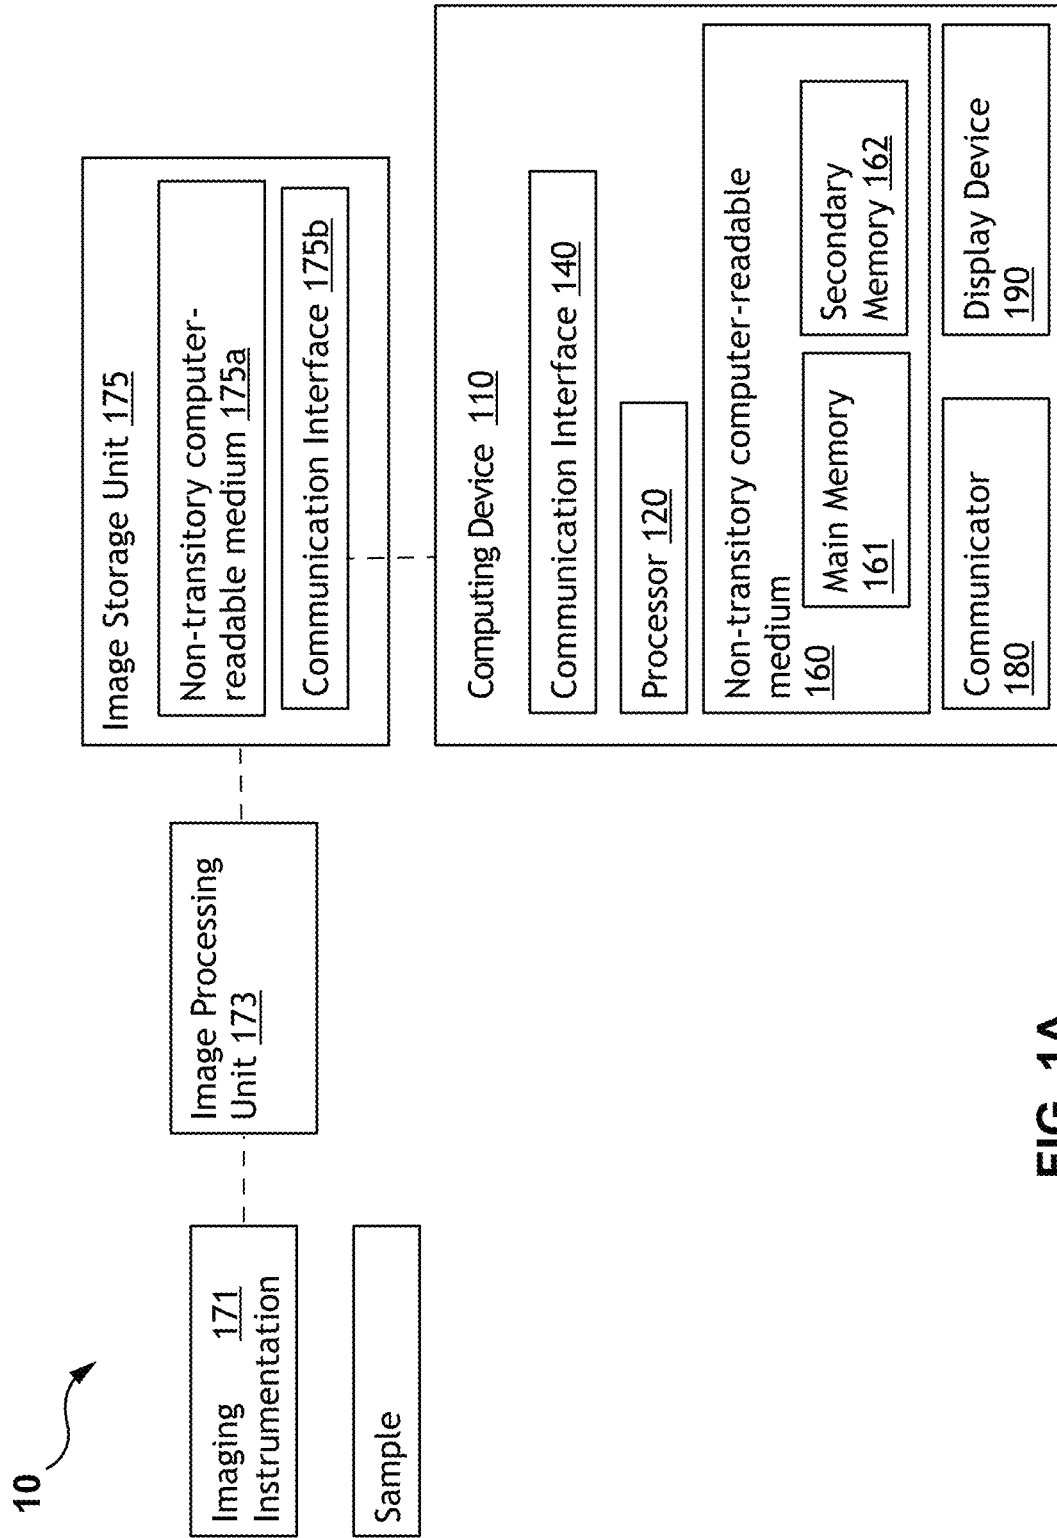 10
Imaging 171
Instrumentation
Sample
Image Processing
Unit 173
Image Storage Unit 175
Non-transitory computer-
readable medium 175a
Communication Interface 175b
Computing Device 110
Communication Interface 140
Processor 120
Non-transitory computer-readable
medium
160
Main Memory
161
Secondary
Memory 162
Communicator
180
Display Device
190
FIG. 1A